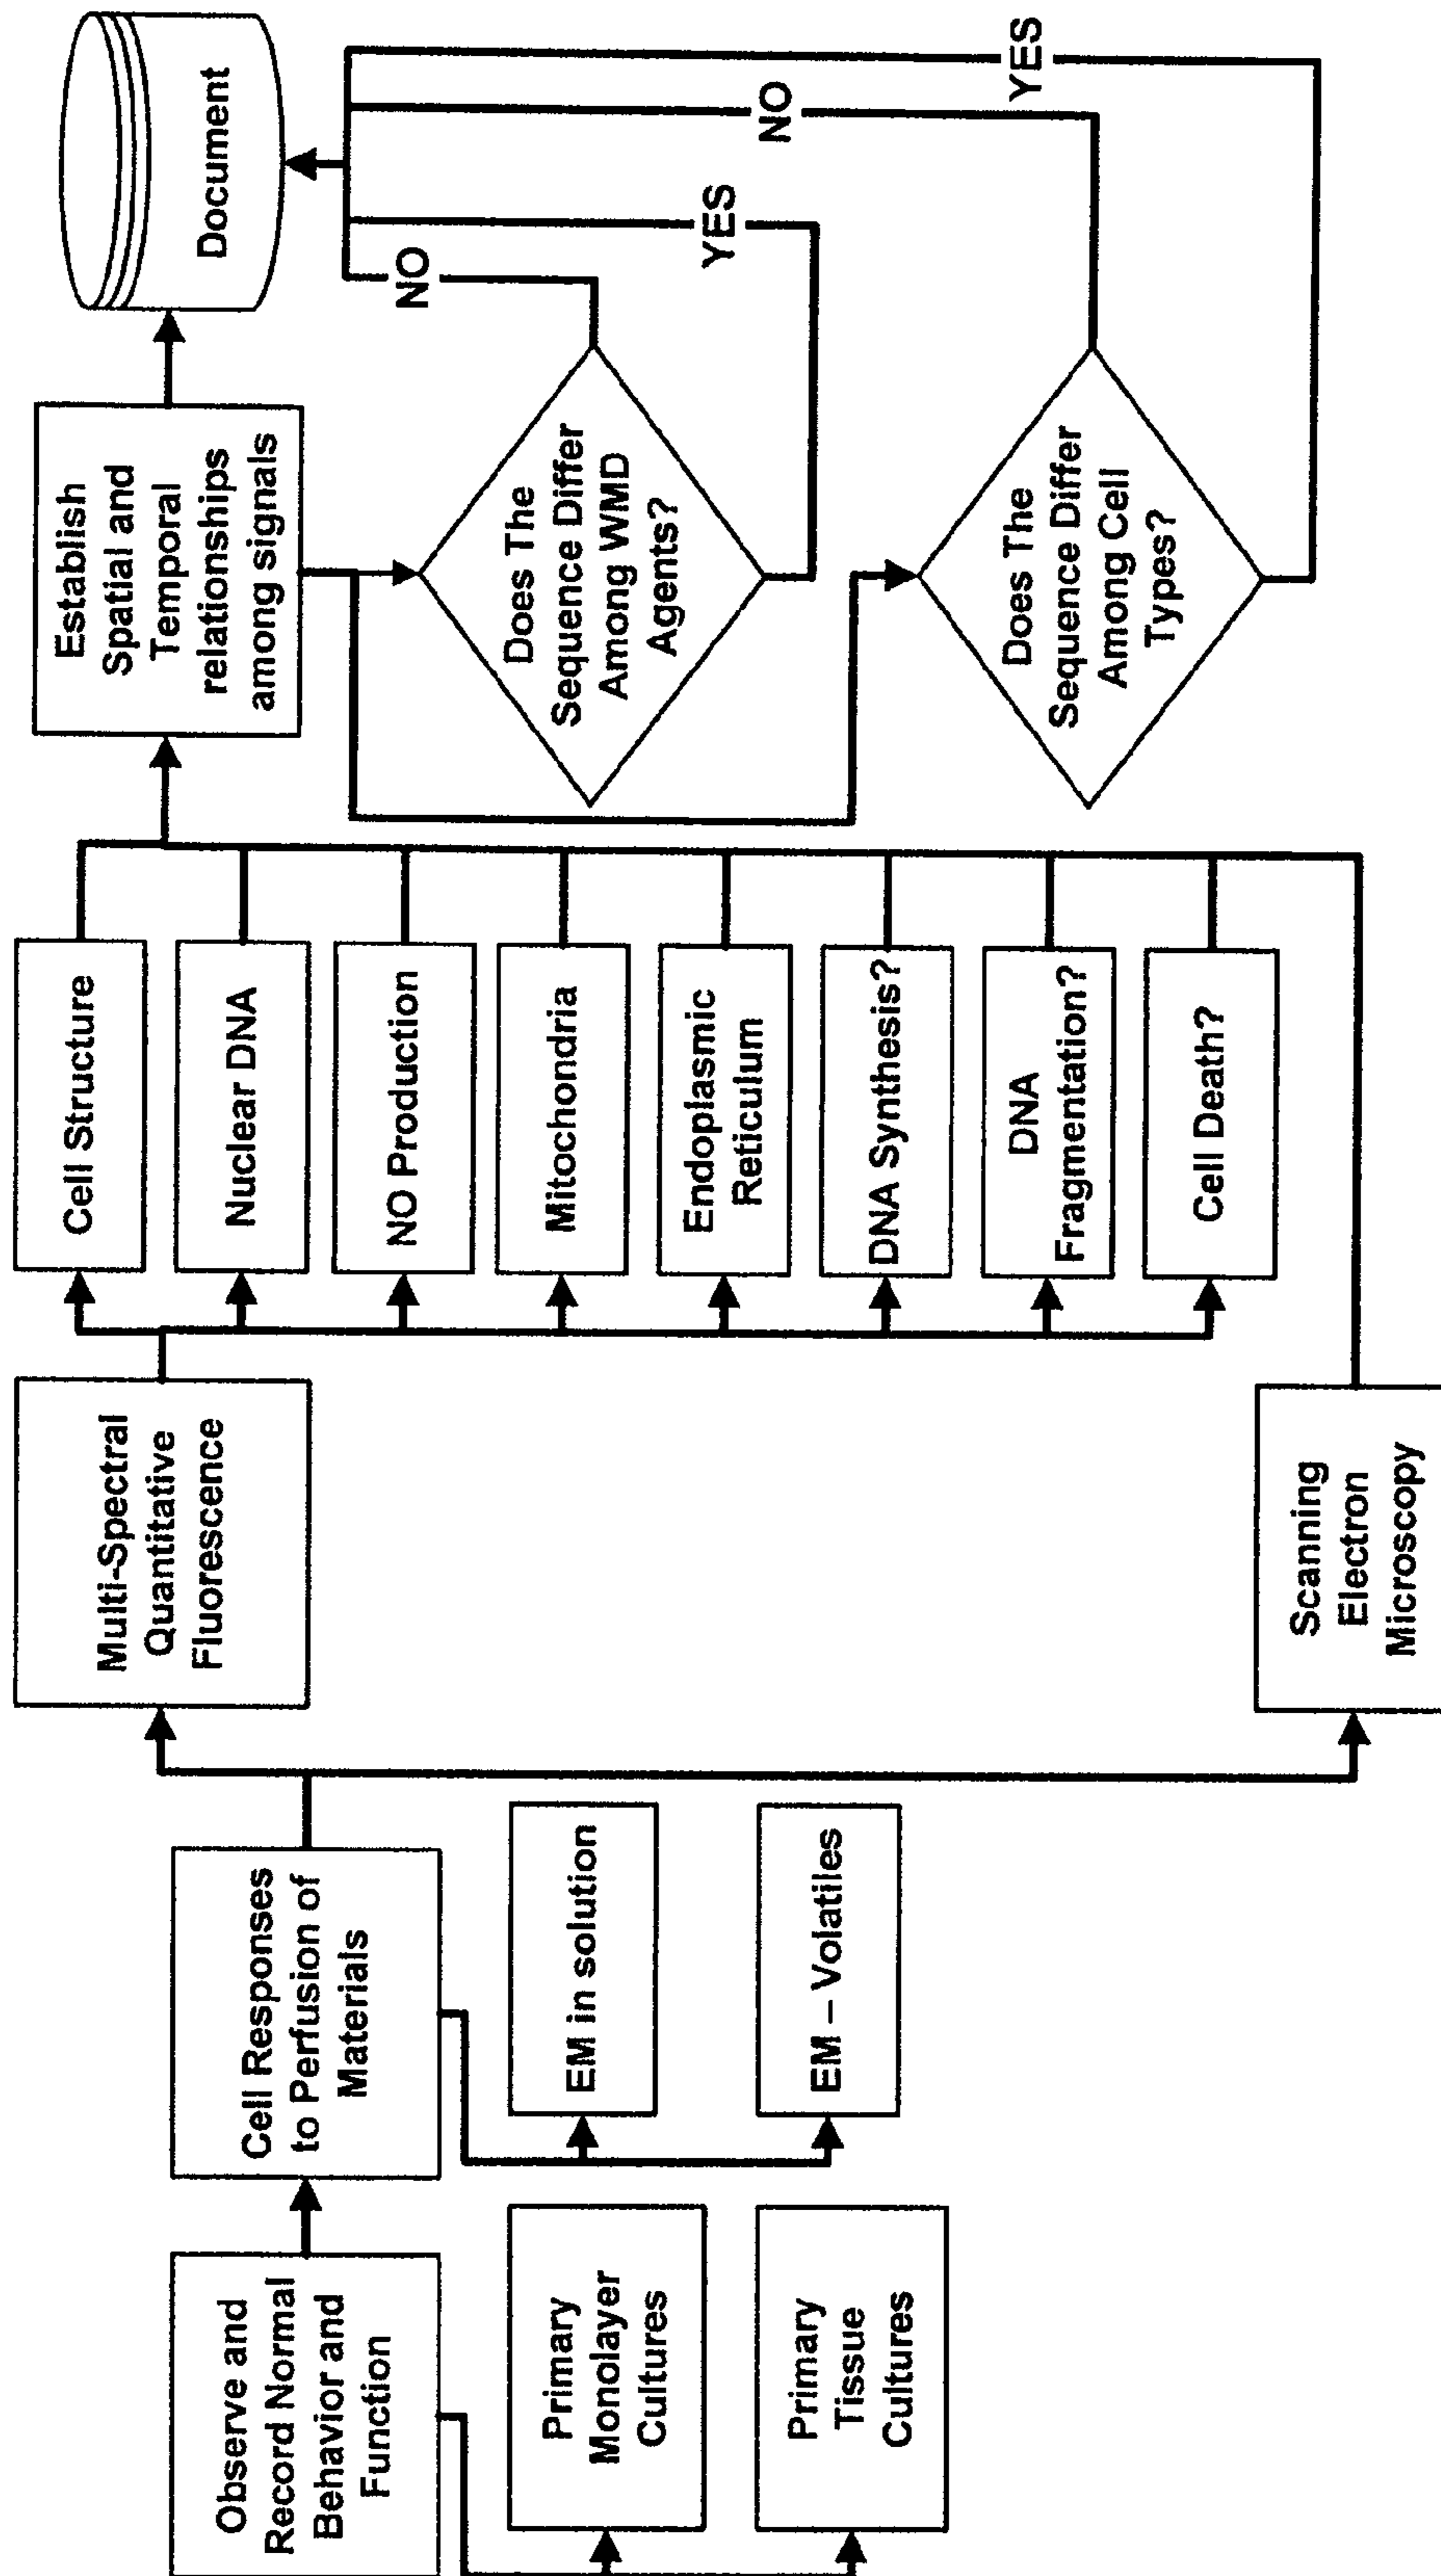 Observe and
Record Normal
Behavior and
Function
Primary
Monolayer
Cultures
Primary
Tissue
Cultures
Cell Responses
to Perfusion of
Materials
EM in solution
EM – Volatiles
Multi-Spectral
Quantitative
Fluorescence
Scanning
Electron
Microscopy
Cell Structure
Nuclear DNA
NO Production
Mitochondria
Endoplasmic
Reticulum
DNA Synthesis?
DNA
Fragmentation?
Cell Death?
Establish
Spatial and
Temporal
relationships
among signals
Does The
Sequence Differ
Among WMD
Agents?
Does The
Sequence Differ
Among Cell
Types?
NO
YES
NO
YES
Document